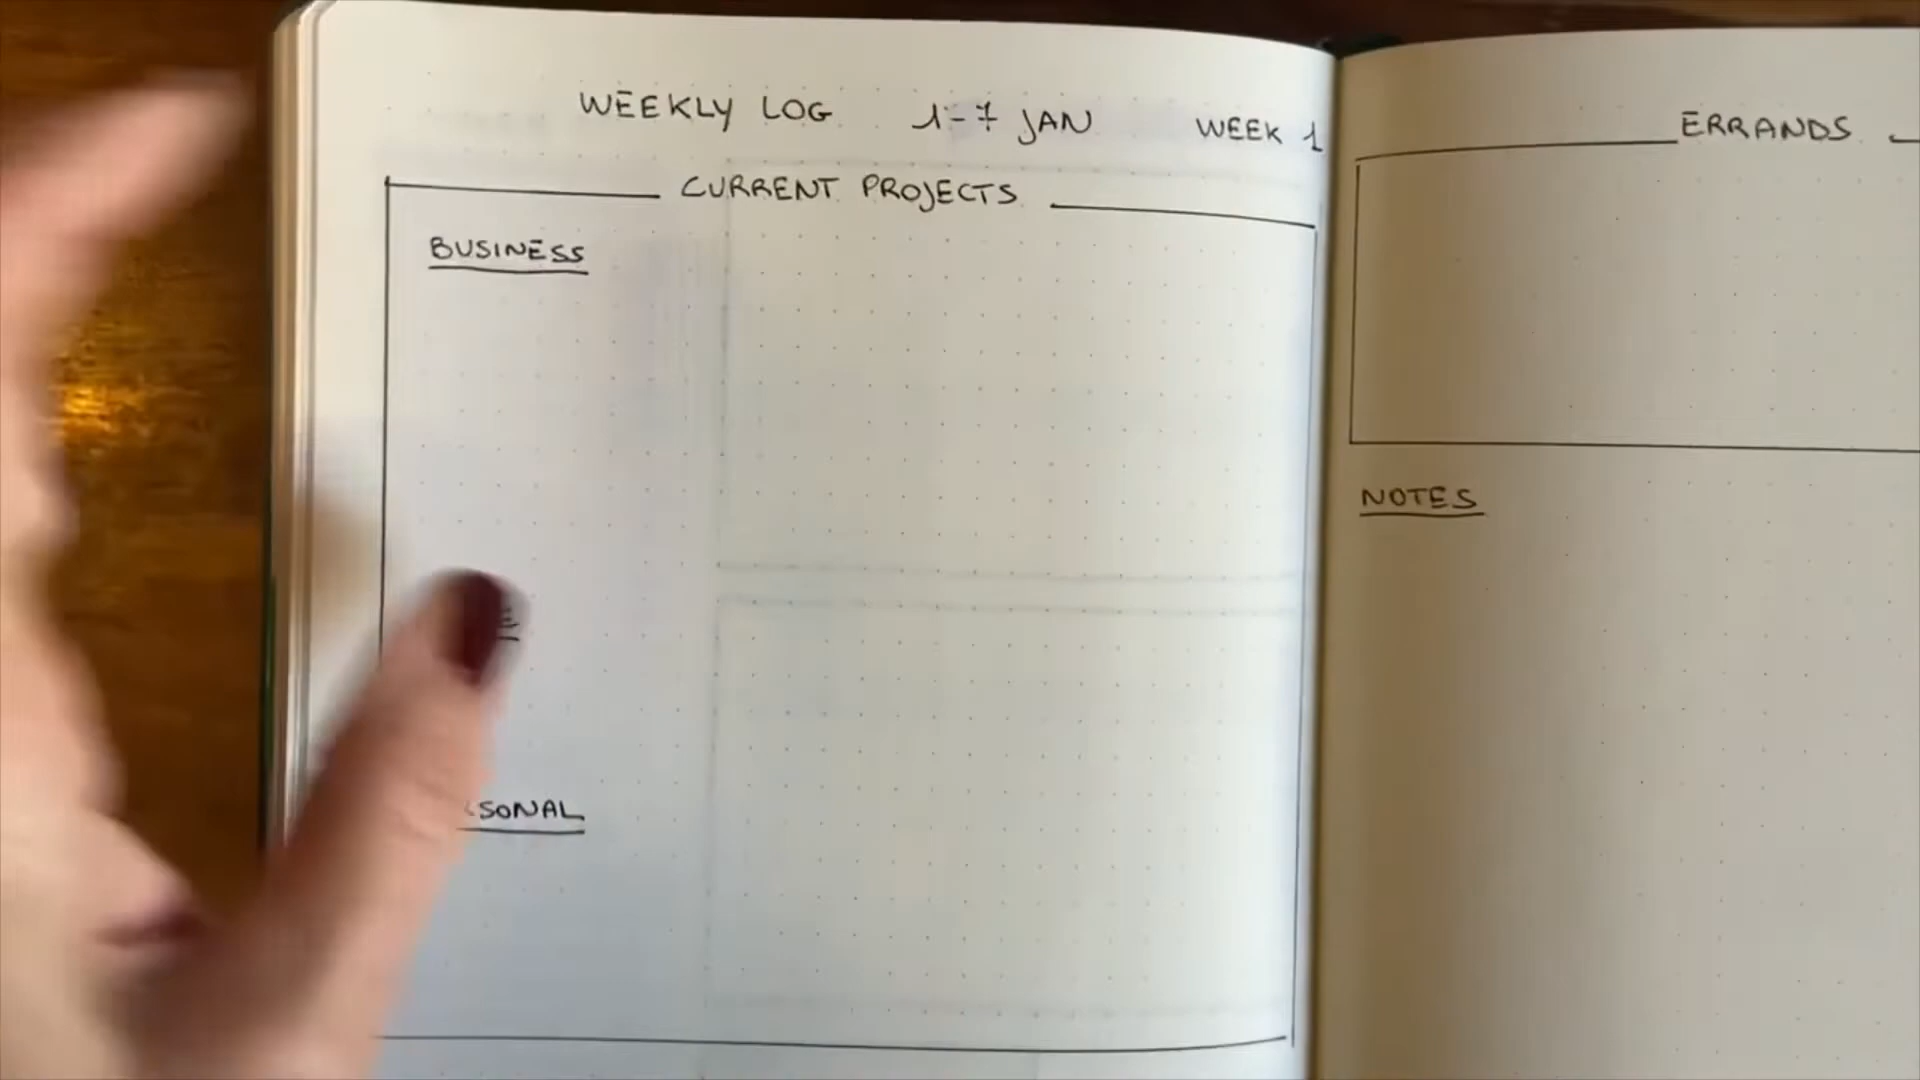 WEEKLY LOG 1-7 JAN WEEK 1
CURRENT PROJECTS
BUSINESS
ERRANDS
NOTES